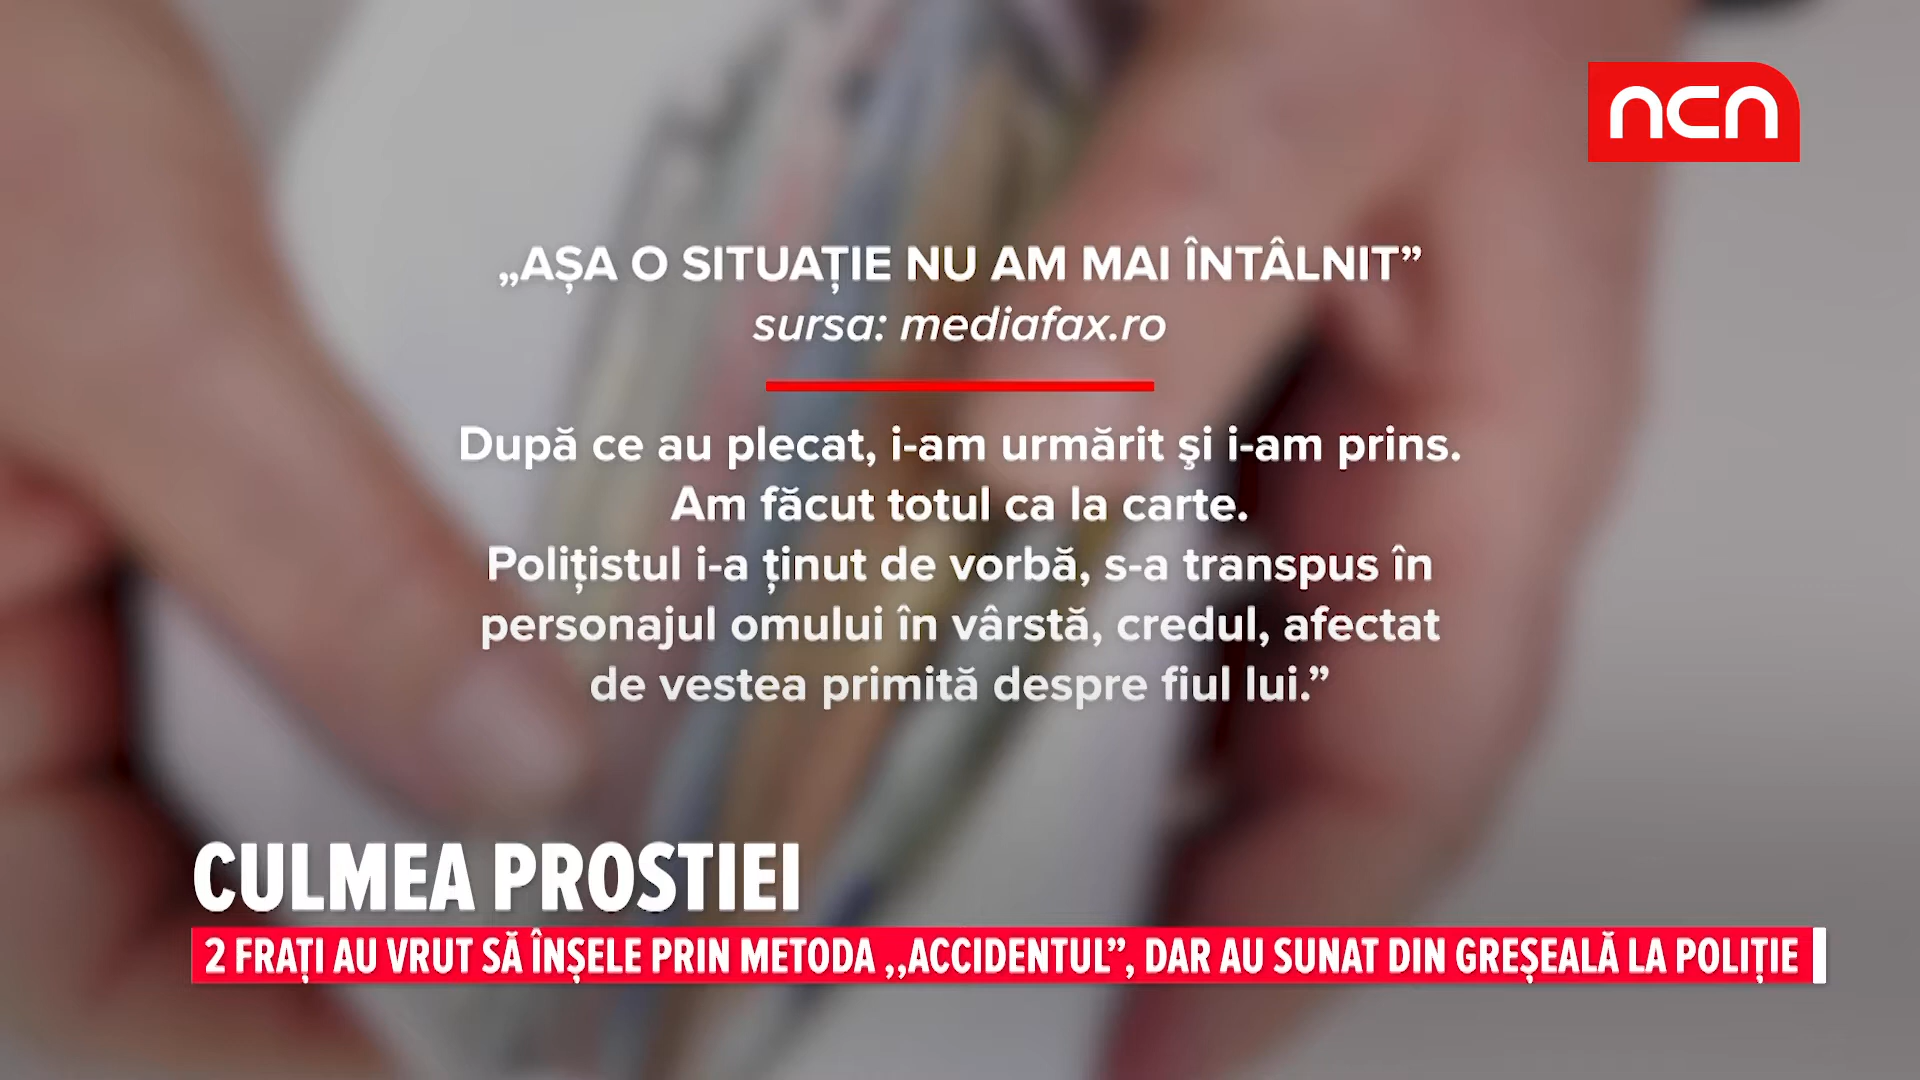 ncn
„AȘA O SITUAȚIE NU AM MAI ÎNTÂLNIT”
sursa: mediafax.ro
După ce au plecat, i-am urmărit şi i-am prins.
Am făcut totul ca la carte.
Polițistul i-a ținut de vorbă, s-a transpus în
personajul omului în vârstă, credul, afectat
de vestea primită despre fiul lui.”
CULMEA PROSTIEI
2 FRAȚI AU VRUT SĂ ÎNȘELE PRIN METODA ,,ACCIDENTUL”, DAR AU SUNAT DIN GREȘEALĂ LA POLIȚIE